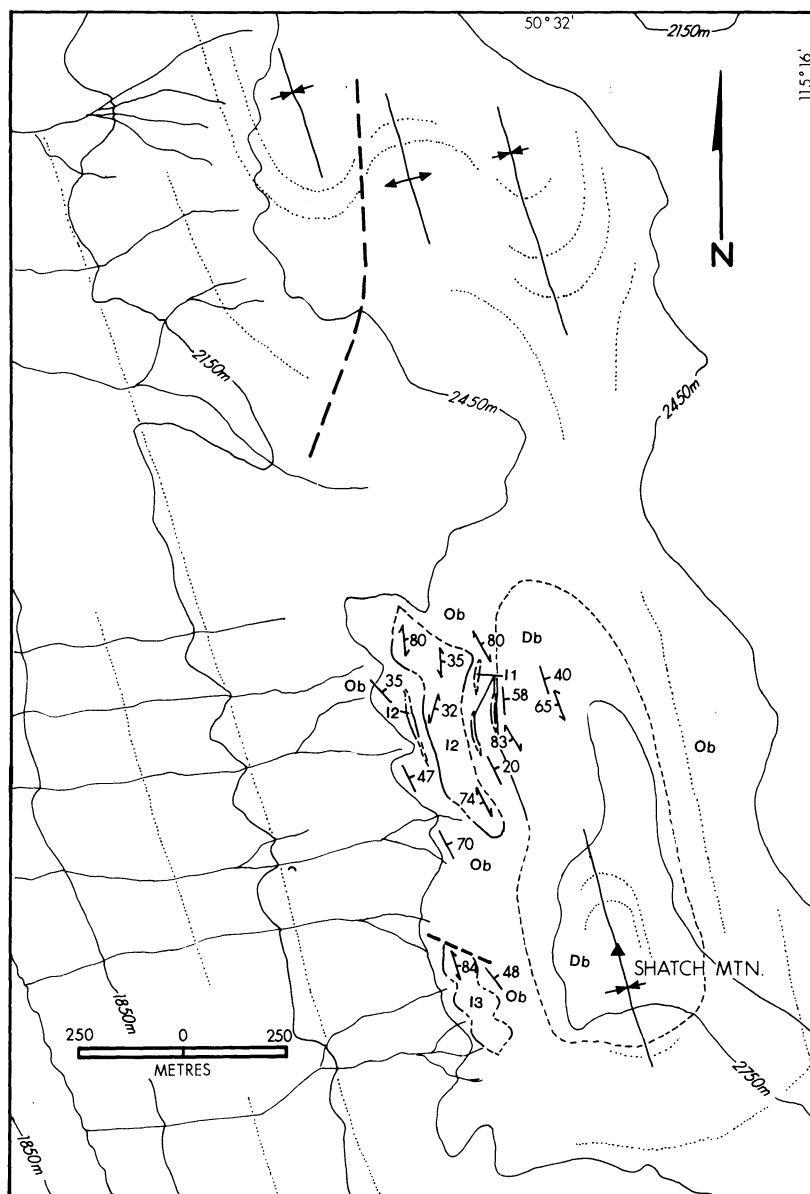 50° 32'
2150m
115° 16'
N
2150m
2450m
2450m
Ob
80
80
Db
35
11
40
Ob
35
58
65
12
32
12
83
Ob
20
47
74
70
Ob
84
48
Db
SHATCH MTN.
13
Ob
250 0 250
METRES
1850m
2750m
1850m